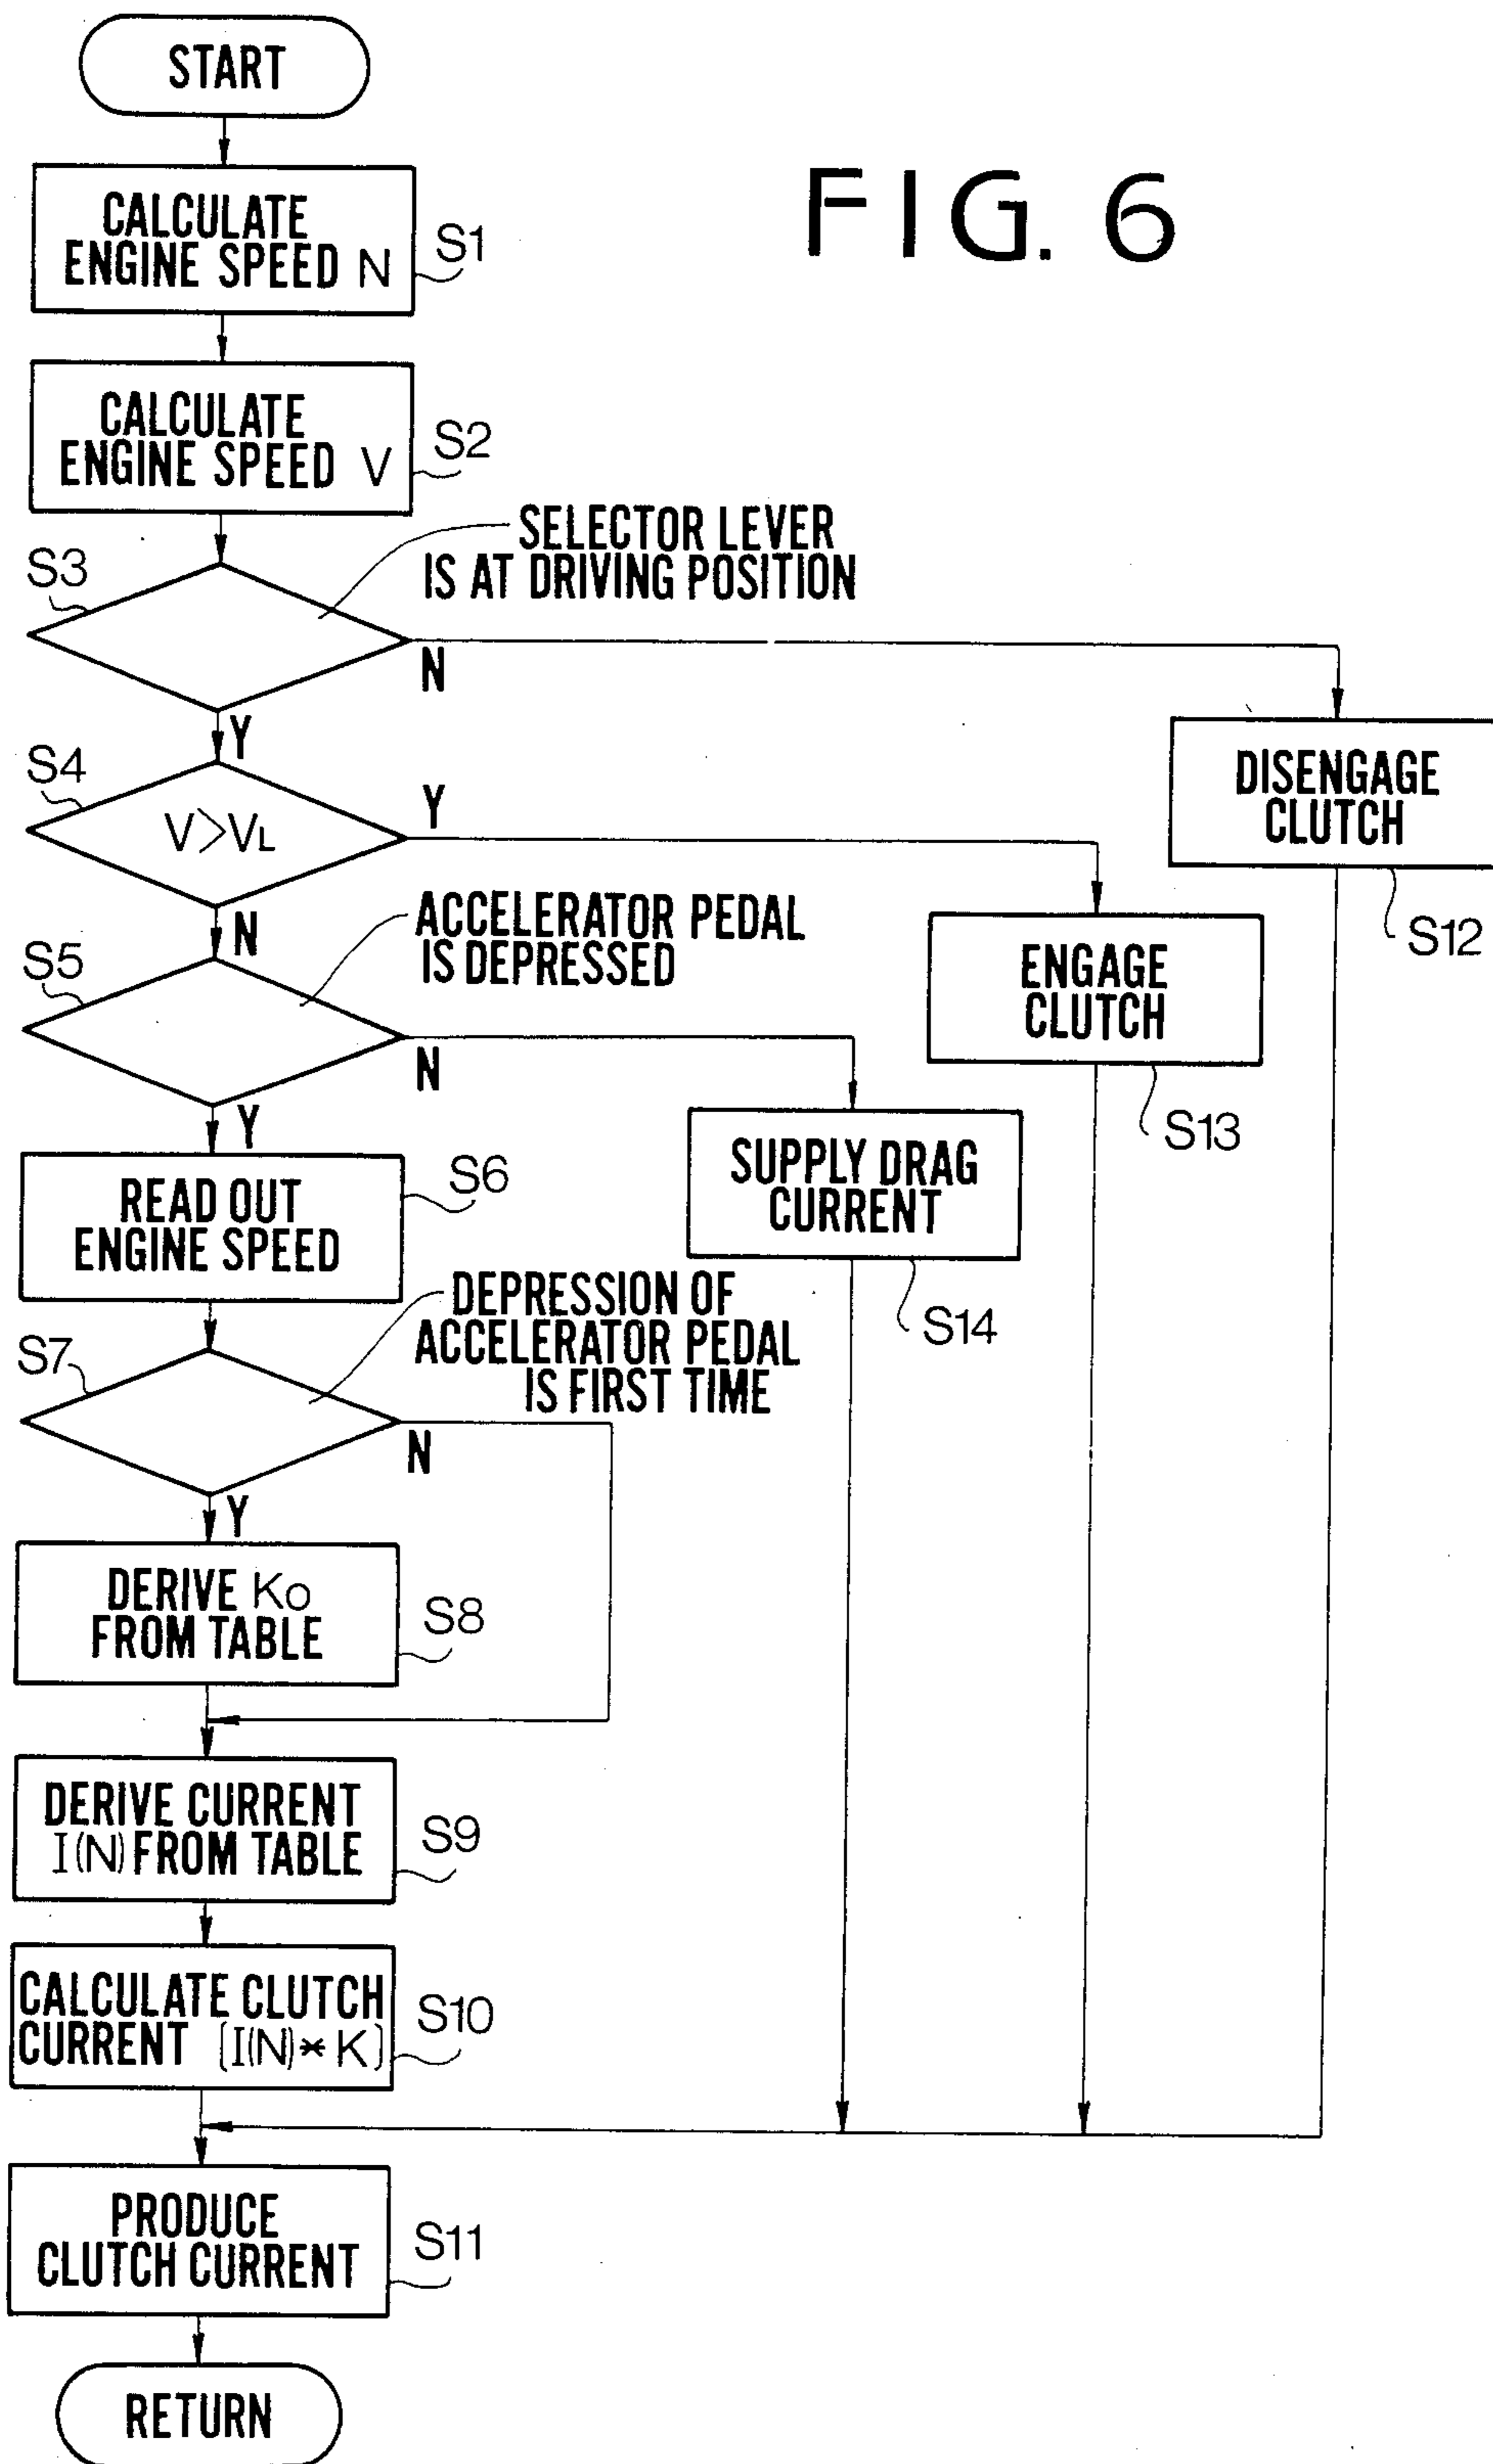 START
FIG. 6
CALCULATE
ENGINE SPEED N
S1
CALCULATE
ENGINE SPEED V
S2
SELECTOR LEVER
IS AT DRIVING POSITION
S3
N
Y
DISENGAGE
CLUTCH
S12
S4
V>VL
Y
N
ENGAGE
CLUTCH
S13
ACCELERATOR PEDAL
IS DEPRESSED
S5
N
Y
SUPPLY DRAG
CURRENT
S14
READ OUT
ENGINE SPEED
S6
DEPRESSION OF
ACCELERATOR PEDAL
IS FIRST TIME
S7
N
Y
DERIVE Ko
FROM TABLE
S8
DERIVE CURRENT
I(N) FROM TABLE
S9
CALCULATE CLUTCH
CURRENT [I(N)* K]
S10
PRODUCE
CLUTCH CURRENT
S11
RETURN